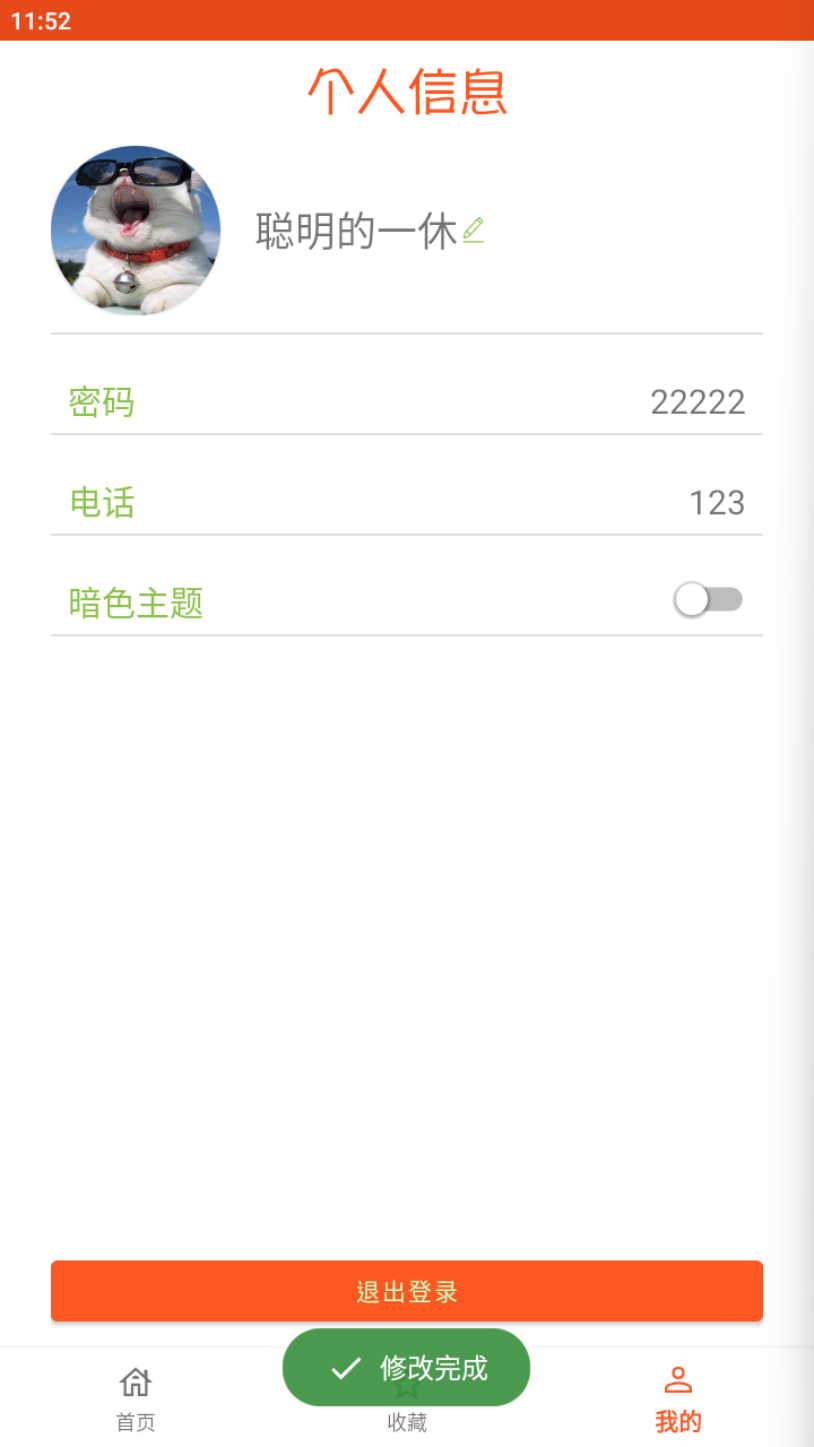 11:52
个人信息
聪明的一休
密码 22222
电话 123
暗色主题
退出登录
修改完成
首页 收藏 我的